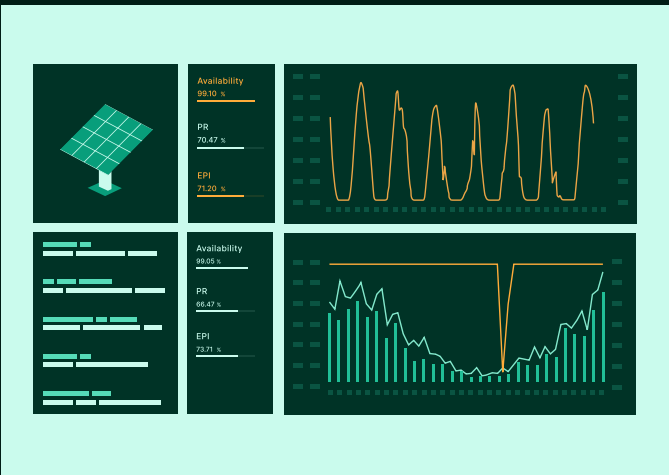 Availability
99.10 %
PR
70.47 %
EPI
71.20 %
Availability
99.05 %
PR
66.47 %
EPI
73.71 %